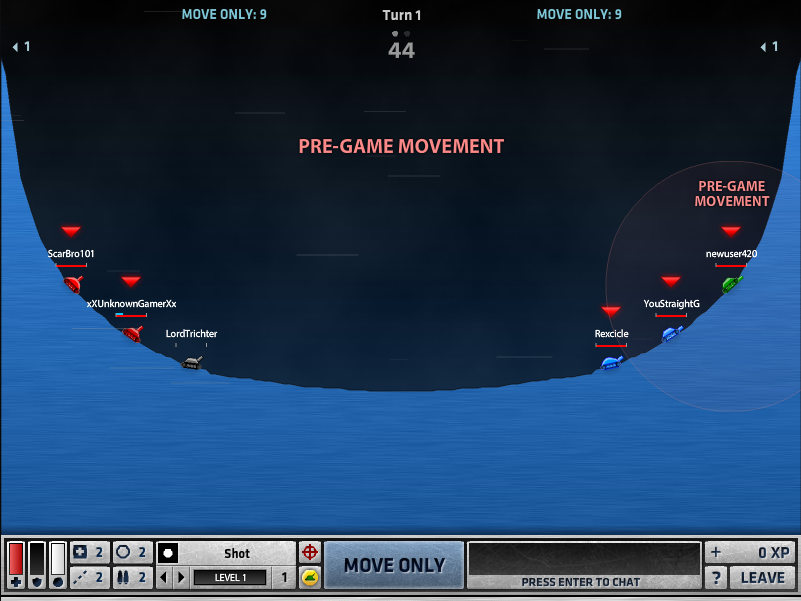 MOVE ONLY: 9 Turn 1 MOVE ONLY: 9
1 44 1
PRE-GAME MOVEMENT
PRE-GAME
MOVEMENT
ScarBro101 newuser420
xXUnknownGamerXx YouStraightG
LordTrichter Rexcicle
2 2 Shot MOVE ONLY + 0 XP
2 2 LEVEL 1 1 PRESS ENTER TO CHAT ? LEAVE